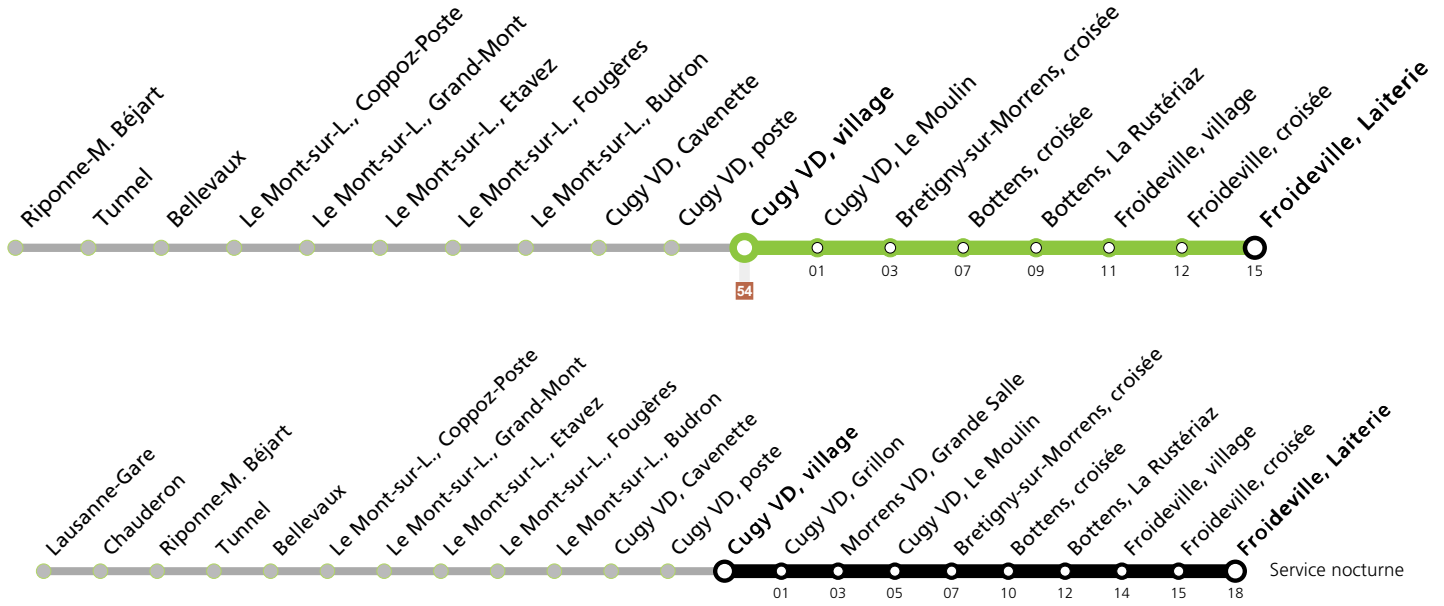 Riponne-M. Béjart
Tunnel
Bellevaux
Le Mont-sur-L., Coppoz-Poste
Le Mont-sur-L., Grand-Mont
Le Mont-sur-L., Etavez
Le Mont-sur-L., Fougères
Le Mont-sur-L., Budron
Cugy VD, Cavenette
Cugy VD, poste
Cugy VD, village
Cugy VD, Le Moulin
Bretigny-sur-Morrens, croisée
Bottens, croisée
Bottens, La Rustériaz
Froideville, village
Froideville, croisée
Froideville, Laiterie
01 03 07 09 11 12 15
54
Lausanne-Gare
Chauderon
Riponne-M. Béjart
Tunnel
Bellevaux
Le Mont-sur-L., Coppoz-Poste
Le Mont-sur-L., Grand-Mont
Le Mont-sur-L., Etavez
Le Mont-sur-L., Fougères
Le Mont-sur-L., Budron
Cugy VD, Cavenette
Cugy VD, poste
Cugy VD, village
Cugy VD, Grillon
Morrens VD, Grande Salle
Cugy VD, Le Moulin
Bretigny-sur-Morrens, croisée
Bottens, croisée
Bottens, La Rustériaz
Froideville, village
Froideville, croisée
Froideville, Laiterie
Service nocturne
01 03 05 07 10 12 14 15 18